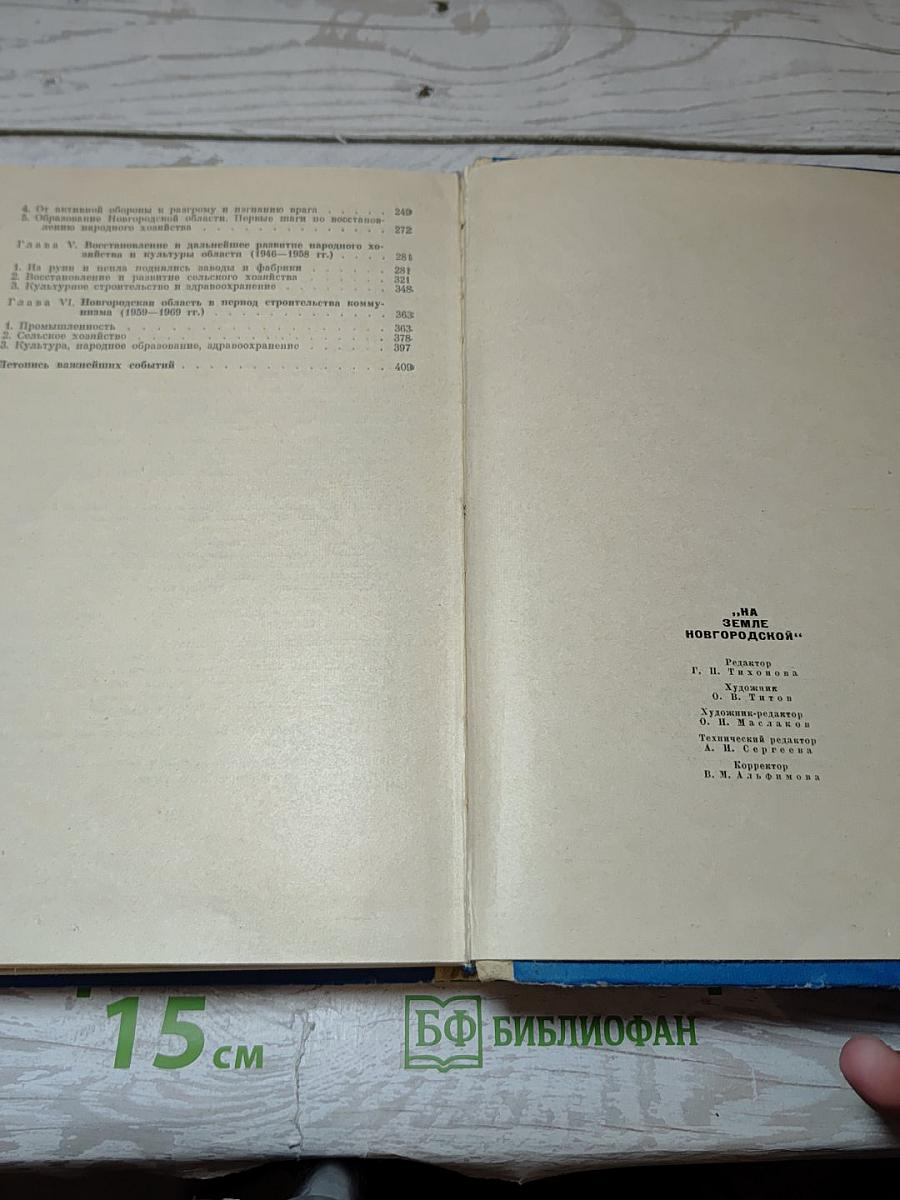 4. От активной обороны к разгрому и изгнанию врага . . . . . 249
5. Образование Новгородской области. Первые шаги по восстанов-
лению народного хозяйства . . . . . . . . . . . . . . . 272
Глава V. Восстановление и дальнейшее развитие народного хо-
зяйства и культуры области (1946—1958 гг.) . . . . 281
1. Из руин и пепла поднялись заводы и фабрики . . . . . . 281
2. Восстановление и развитие сельского хозяйства . . . . . . 321
3. Культурное строительство и здравоохранение . . . . . . . 348
Глава VI. Новгородская область в период строительства комму-
низма (1959—1969 гг.) . . . . . . . . . . . . . 363
1. Промышленность . . . . . . . . . . . . . . . . . . . 363
2. Сельское хозяйство . . . . . . . . . . . . . . . . . . 378
3. Культура, народное образование, здравоохранение . . . . . 397
Летопись важнейших событий . . . . . . . . . . . . . . . 409
„НА
ЗЕМЛЕ
НОВГОРОДСКОЙ“
Редактор
Г. П. Тихонова
Художник
О. В. Титов
Художник-редактор
О. И. Маслаков
Технический редактор
А. И. Сергеева
Корректор
В. М. Альфимова
15 см
БФ БИБЛИОФАН